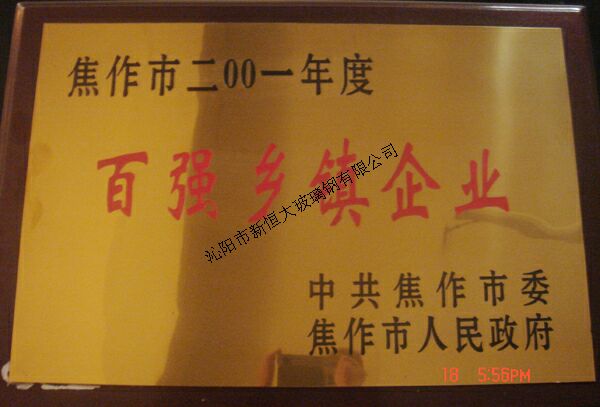 焦作市二00一年度
百强乡镇企业
沁阳市新恒大玻璃钢有限公司
中共焦作市委
焦作市人民政府
18 5:56PM